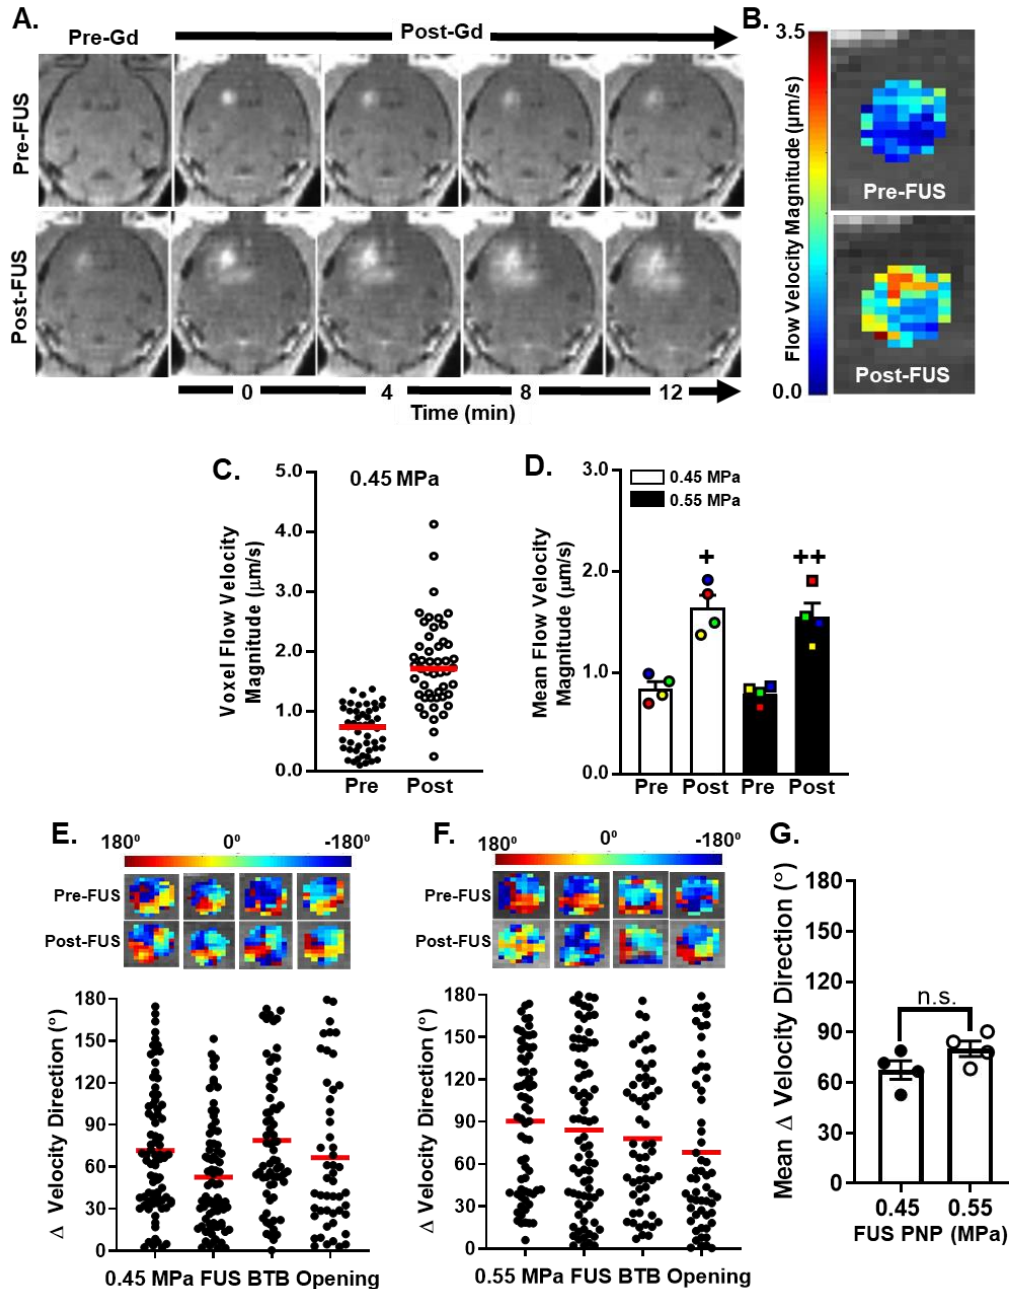 A.
Pre-Gd
Post-Gd
Pre-FUS
Post-FUS
0
4
8
12
Time (min)
B.
3.5
Flow Velocity Magnitude (µm/s)
0.0
Pre-FUS
Post-FUS
C.
0.45 MPa
Voxel Flow Velocity
Magnitude (µm/s)
5.0
4.0
3.0
2.0
1.0
0.0
Pre
Post
D.
0.45 MPa
0.55 MPa
Mean Flow Velocity
Magnitude (µm/s)
3.0
2.0
1.0
0.0
+
++
Pre
Post
Pre
Post
E.
180º
0º
-180º
Pre-FUS
Post-FUS
Δ Velocity Direction (°)
180
150
120
90
60
30
0
0.45 MPa FUS BTB Opening
F.
180º
0º
-180º
Pre-FUS
Post-FUS
Δ Velocity Direction (°)
180
150
120
90
60
30
0
0.55 MPa FUS BTB Opening
G.
Mean Δ Velocity Direction (°)
180
150
120
90
60
30
0
n.s.
0.45
0.55
FUS PNP (MPa)